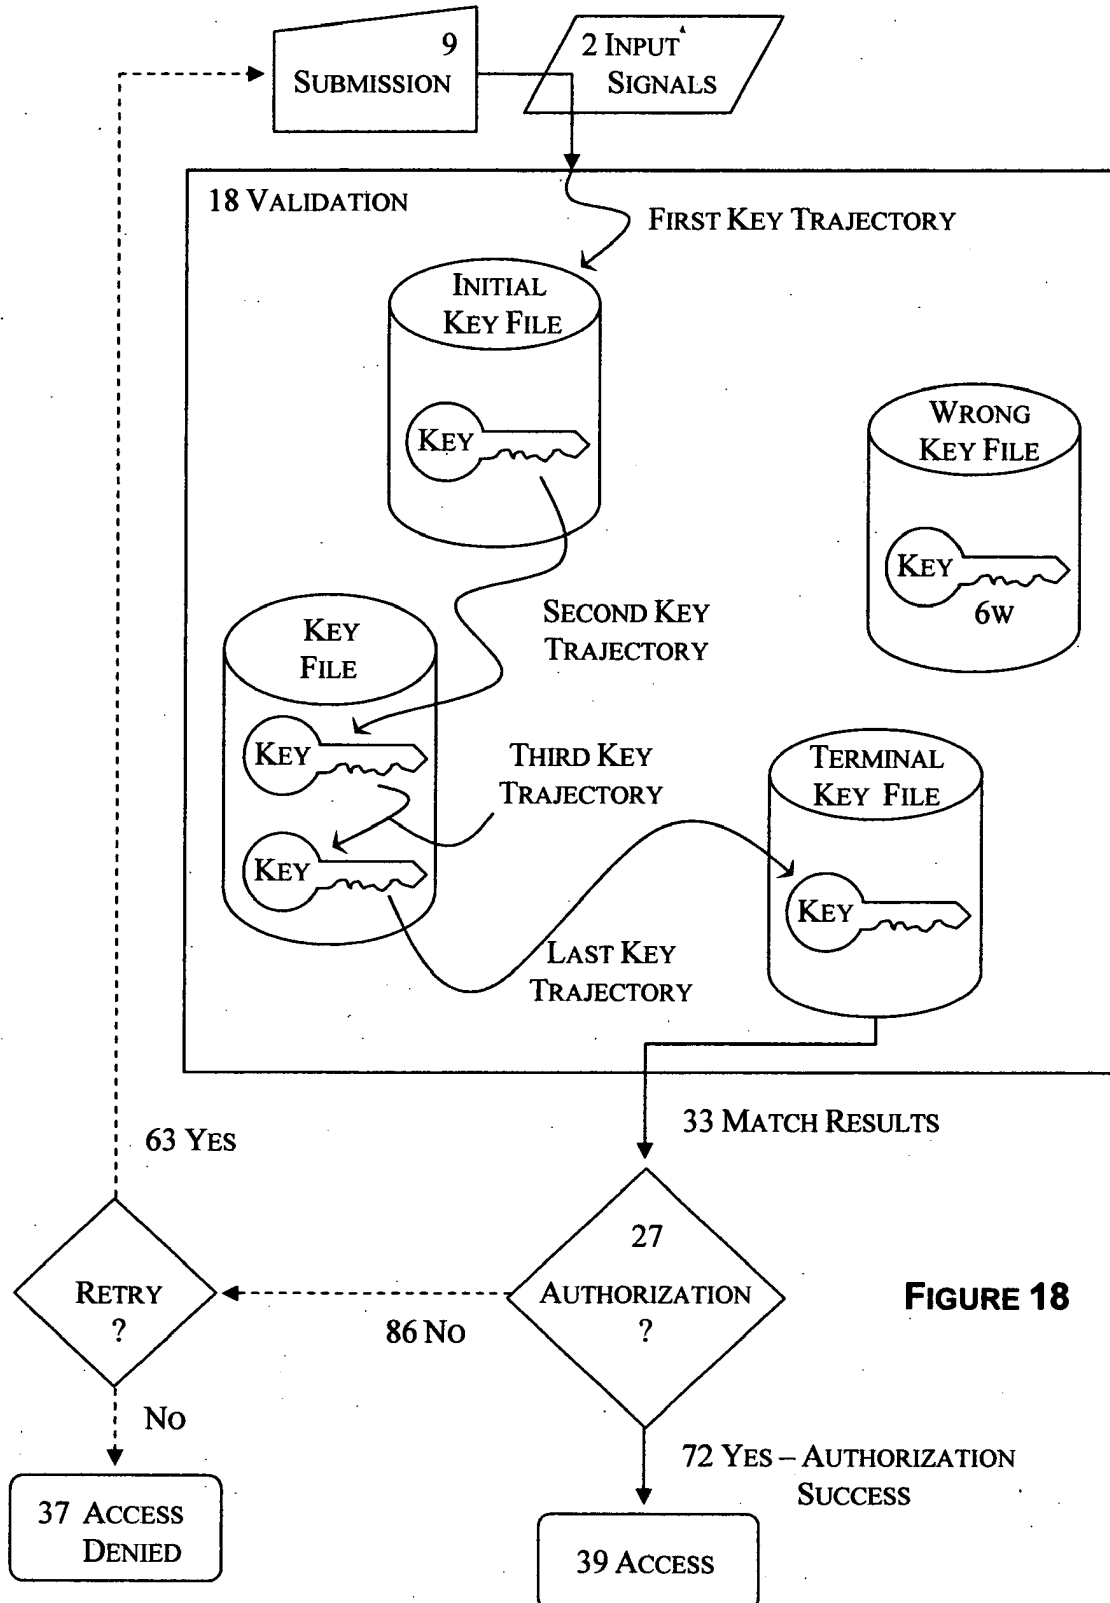 9
SUBMISSION
2 INPUT
SIGNALS
18 VALIDATION
FIRST KEY TRAJECTORY
INITIAL
KEY FILE
KEY
WRONG
KEY FILE
KEY
6W
SECOND KEY
TRAJECTORY
KEY
FILE
KEY
THIRD KEY
TRAJECTORY
KEY
TERMINAL
KEY FILE
KEY
LAST KEY
TRAJECTORY
33 MATCH RESULTS
63 YES
27
AUTHORIZATION
?
RETRY
?
86 NO
FIGURE 18
NO
72 YES – AUTHORIZATION
SUCCESS
37 ACCESS
DENIED
39 ACCESS